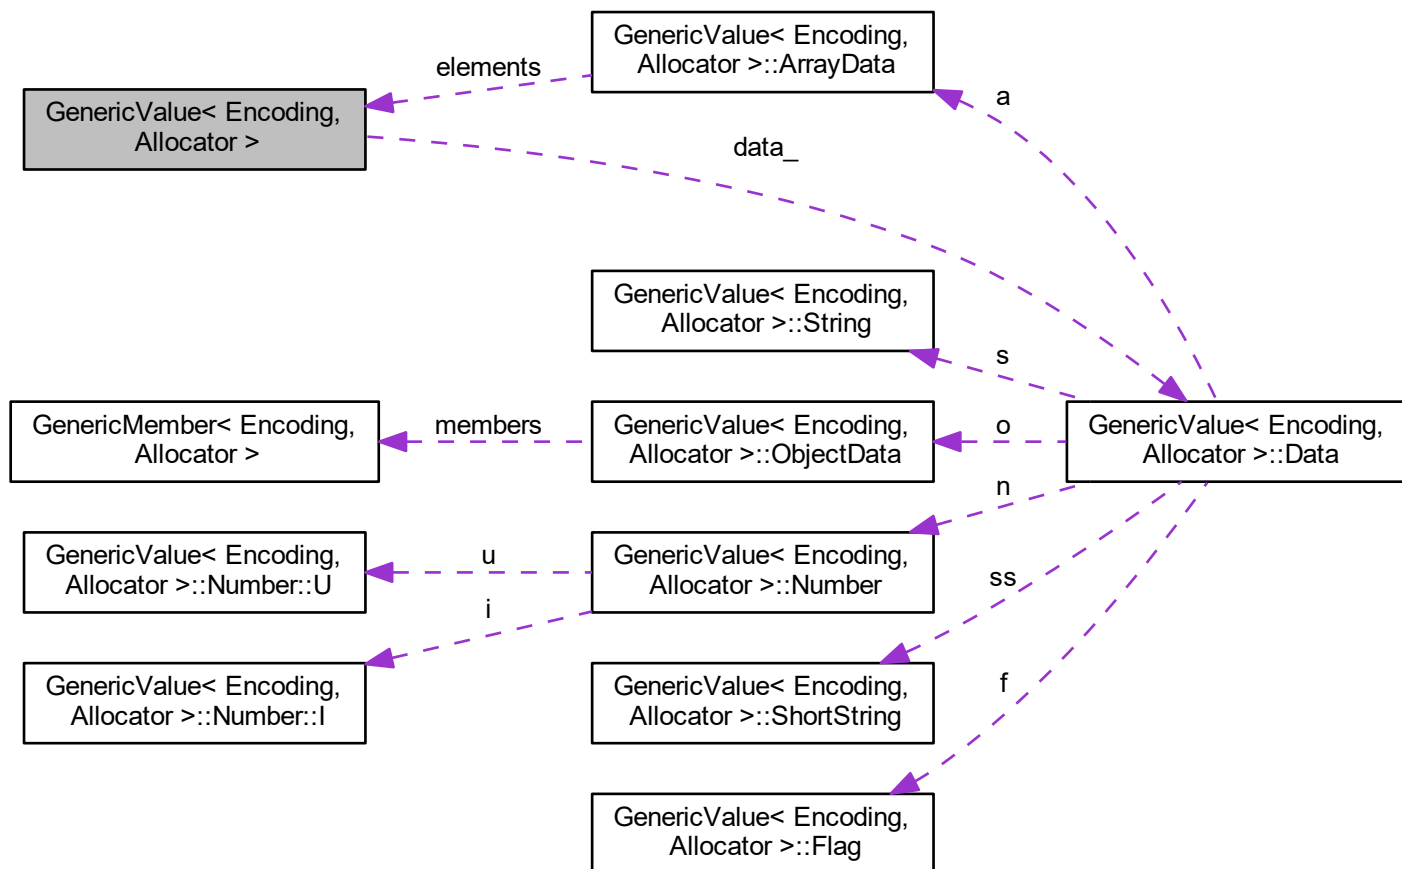 GenericValue< Encoding,
Allocator >::ArrayData
elements
a
GenericValue< Encoding,
Allocator >
data_
GenericValue< Encoding,
Allocator >::String
s
GenericMember< Encoding,
Allocator >
members
GenericValue< Encoding,
Allocator >::ObjectData
o
GenericValue< Encoding,
Allocator >::Data
n
GenericValue< Encoding,
Allocator >::Number::U
u
GenericValue< Encoding,
Allocator >::Number
ss
i
GenericValue< Encoding,
Allocator >::Number::I
GenericValue< Encoding,
Allocator >::ShortString
f
GenericValue< Encoding,
Allocator >::Flag